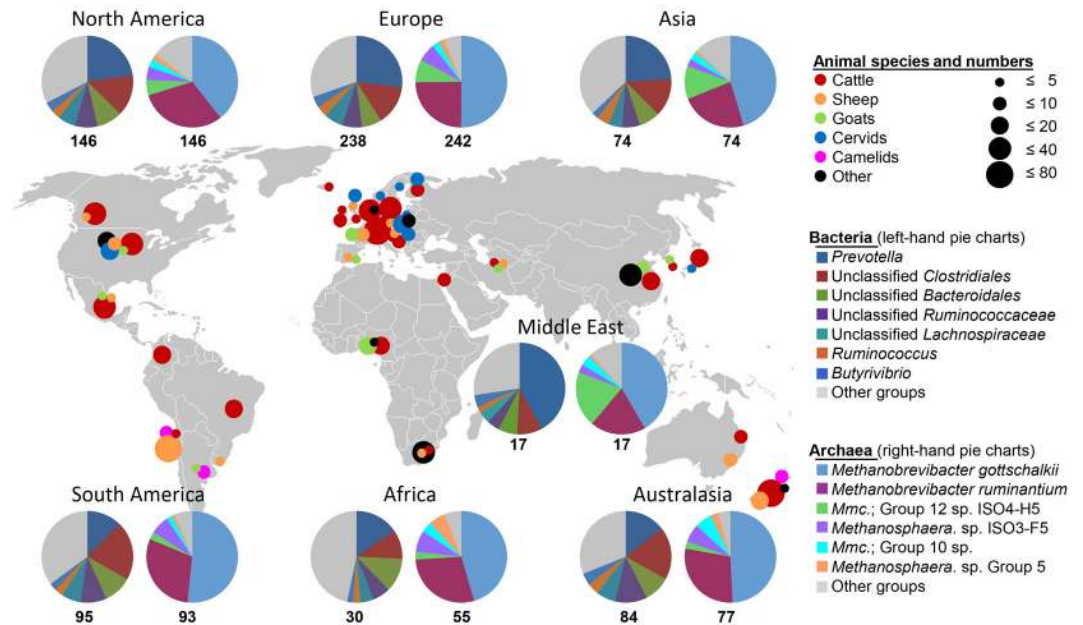 North America
Europe
Asia
146
146
238
242
74
74
Animal species and numbers
Cattle
Sheep
Goats
Cervids
Camelids
Other
≤ 5
≤ 10
≤ 20
≤ 40
≤ 80
Middle East
17
17
Bacteria (left-hand pie charts)
Prevotella
Unclassified Clostridiales
Unclassified Bacteroidales
Unclassified Ruminococcaceae
Unclassified Lachnospiraceae
Ruminococcus
Butyrivibrio
Other groups
South America
Africa
Australasia
95
93
30
55
84
77
Archaea (right-hand pie charts)
Methanobrevibacter gottschalkii
Methanobrevibacter ruminantium
Mmc.; Group 12 sp. ISO4-H5
Methanosphaera. sp. ISO3-F5
Mmc.; Group 10 sp.
Methanosphaera. sp. Group 5
Other groups